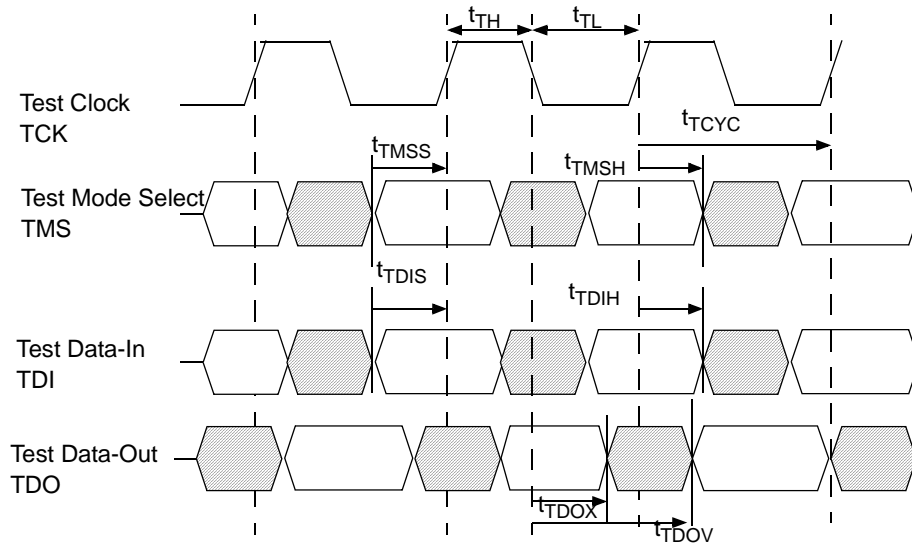 tTH
tTL
Test Clock
TCK
tTCYC
tTMSS
tTMSH
Test Mode Select
TMS
tTDIS
tTDIH
Test Data-In
TDI
Test Data-Out
TDO
tTDOX
tTDOV